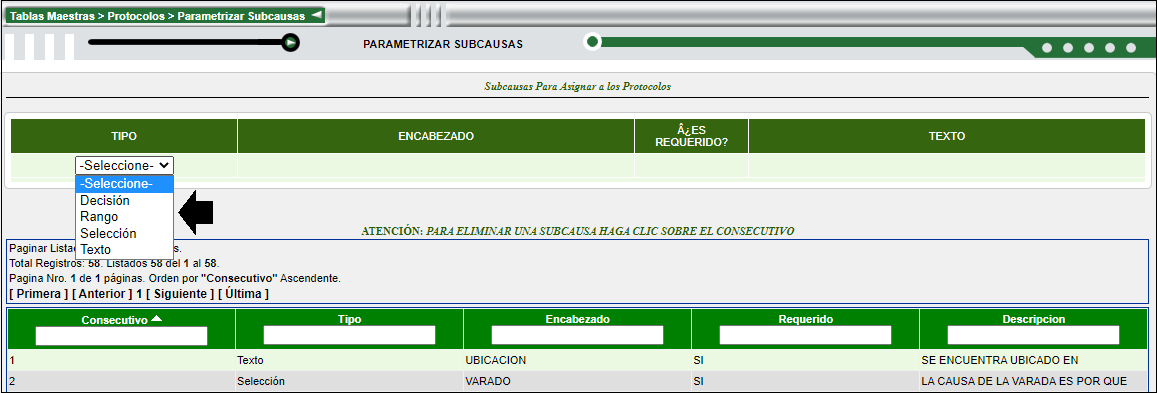 Tablas Maestras > Protocolos > Parametrizar Subcausas
PARAMETRIZAR SUBCAUSAS
Subcausas Para Asignar a los Protocolos
TIPO ENCABEZADO Â¿ES REQUERIDO? TEXTO
-Seleccione-
-Seleccione-
Decisión
Rango
Selección
Texto
ATENCIÓN: PARA ELIMINAR UNA SUBCAUSA HAGA CLIC SOBRE EL CONSECUTIVO
Paginar s.
Total Registros: 58. Listados 58 del 1 al 58.
Pagina Nro. 1 de 1 páginas. Orden por "Consecutivo" Ascendente.
[ Primera ] [ Anterior ] 1 [ Siguiente ] [ Última ]
Consecutivo Tipo Encabezado Requerido Descripcion
1 Texto UBICACION SI SE ENCUENTRA UBICADO EN
2 Selección VARADO SI LA CAUSA DE LA VARADA ES POR QUE